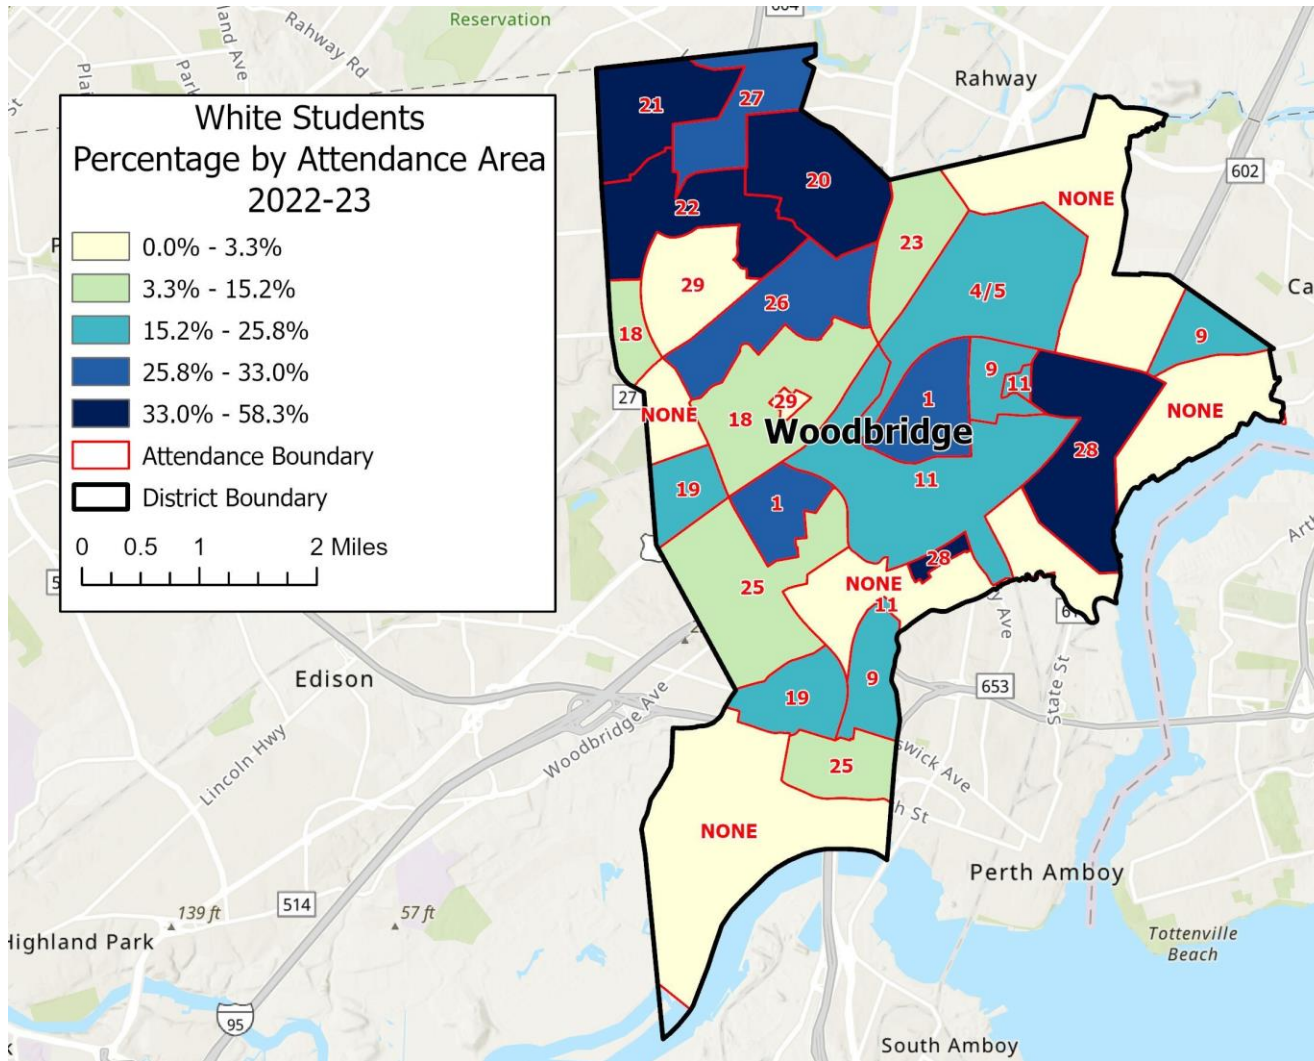 604
Reservation
Rahway Rd
Rahway
602
White Students
Percentage by Attendance Area
2022-23
0.0% - 3.3%
3.3% - 15.2%
15.2% - 25.8%
25.8% - 33.0%
33.0% - 58.3%
Attendance Boundary
District Boundary
0 0.5 1 2 Miles
21
27
20
22
NONE
23
29
26
4/5
18
9
27
NONE
18
29
1
9
11
NONE
Woodbridge
28
19
1
11
25
NONE
28
11
9
19
25
NONE
Edison
Lincoln Hwy
Woodbridge Ave
653
State St
Perth Amboy
514
139 ft
57 ft
Highland Park
95
Tottenville
Beach
South Amboy